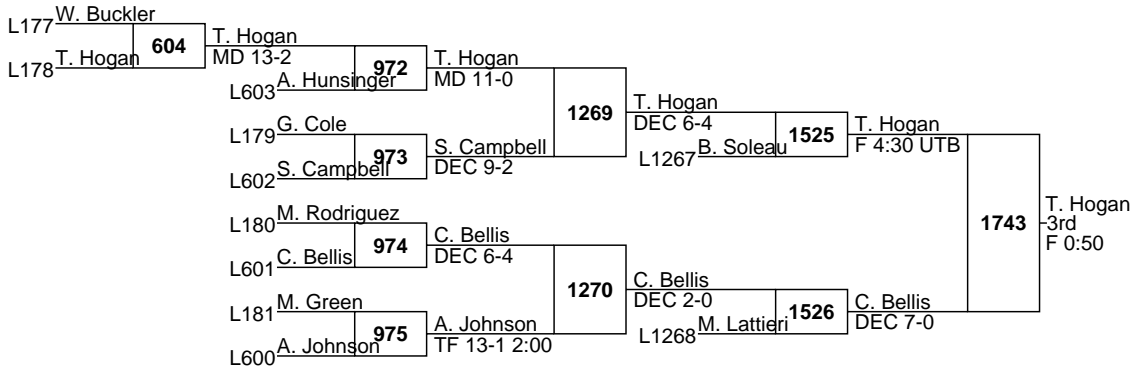 L177 W. Buckler
604
L178 T. Hogan
T. Hogan
MD 13-2
972
L603 A. Hunsinger
T. Hogan
MD 11-0
L179 G. Cole
973
L602 S. Campbell
S. Campbell
DEC 9-2
1269
T. Hogan
DEC 6-4
1525
L1267 B. Soleau
T. Hogan
F 4:30 UTB
L180 M. Rodriguez
974
L601 C. Bellis
C. Bellis
DEC 6-4
L181 M. Green
975
L600 A. Johnson
A. Johnson
TF 13-1 2:00
1270
C. Bellis
DEC 2-0
1526
L1268 M. Lattieri
C. Bellis
DEC 7-0
1743
T. Hogan
3rd
F 0:50